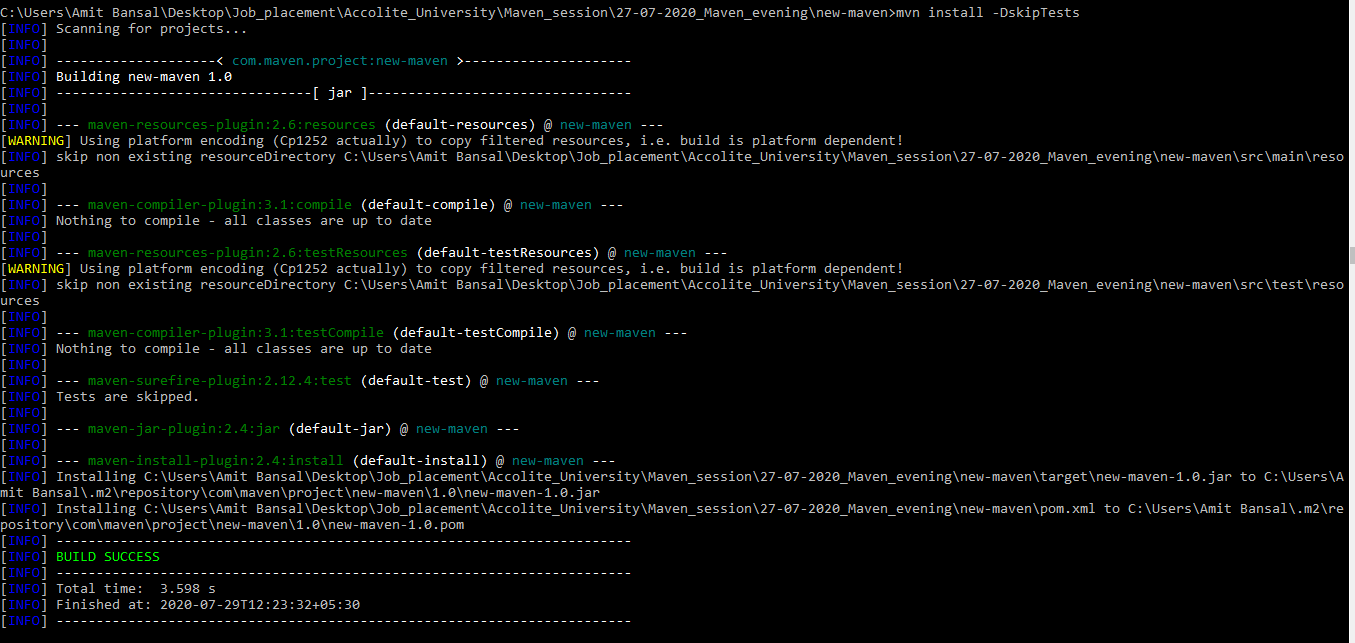 C:\Users\Amit Bansal\Desktop\Job_placement\Accolite_University\Maven_session\27-07-2020_Maven_evening\new-maven>mvn install -DskipTests
[INFO] Scanning for projects...
[INFO]
[INFO] --------------------< com.maven.project:new-maven >---------------------
[INFO] Building new-maven 1.0
[INFO] --------------------------------[ jar ]---------------------------------
[INFO]
[INFO] --- maven-resources-plugin:2.6:resources (default-resources) @ new-maven ---
[WARNING] Using platform encoding (Cp1252 actually) to copy filtered resources, i.e. build is platform dependent!
[INFO] skip non existing resourceDirectory C:\Users\Amit Bansal\Desktop\Job_placement\Accolite_University\Maven_session\27-07-2020_Maven_evening\new-maven\src\main\reso
urces
[INFO]
[INFO] --- maven-compiler-plugin:3.1:compile (default-compile) @ new-maven ---
[INFO] Nothing to compile - all classes are up to date
[INFO]
[INFO] --- maven-resources-plugin:2.6:testResources (default-testResources) @ new-maven ---
[WARNING] Using platform encoding (Cp1252 actually) to copy filtered resources, i.e. build is platform dependent!
[INFO] skip non existing resourceDirectory C:\Users\Amit Bansal\Desktop\Job_placement\Accolite_University\Maven_session\27-07-2020_Maven_evening\new-maven\src\test\reso
urces
[INFO]
[INFO] --- maven-compiler-plugin:3.1:testCompile (default-testCompile) @ new-maven ---
[INFO] Nothing to compile - all classes are up to date
[INFO]
[INFO] --- maven-surefire-plugin:2.12.4:test (default-test) @ new-maven ---
[INFO] Tests are skipped.
[INFO]
[INFO] --- maven-jar-plugin:2.4:jar (default-jar) @ new-maven ---
[INFO]
[INFO] --- maven-install-plugin:2.4:install (default-install) @ new-maven ---
[INFO] Installing C:\Users\Amit Bansal\Desktop\Job_placement\Accolite_University\Maven_session\27-07-2020_Maven_evening\new-maven\target\new-maven-1.0.jar to C:\Users\A
mit Bansal\.m2\repository\com\maven\project\new-maven\1.0\new-maven-1.0.jar
[INFO] Installing C:\Users\Amit Bansal\Desktop\Job_placement\Accolite_University\Maven_session\27-07-2020_Maven_evening\new-maven\pom.xml to C:\Users\Amit Bansal\.m2\re
pository\com\maven\project\new-maven\1.0\new-maven-1.0.pom
[INFO] ------------------------------------------------------------------------
[INFO] BUILD SUCCESS
[INFO] ------------------------------------------------------------------------
[INFO] Total time:  3.598 s
[INFO] Finished at: 2020-07-29T12:23:32+05:30
[INFO] ------------------------------------------------------------------------